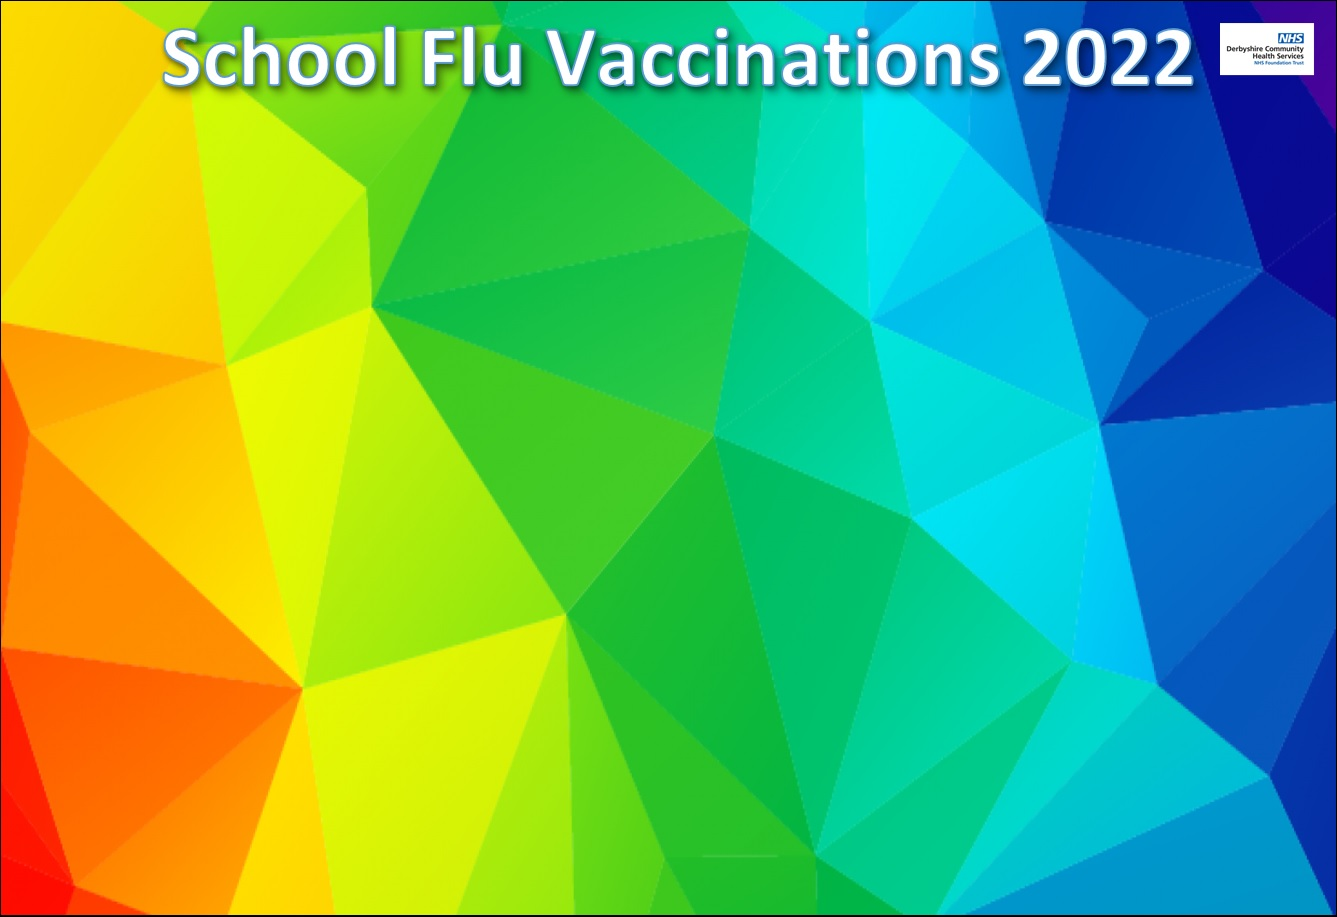 School Flu Vaccinations 2022
NHS
Derbyshire Community
Health Services
NHS Foundation Trust